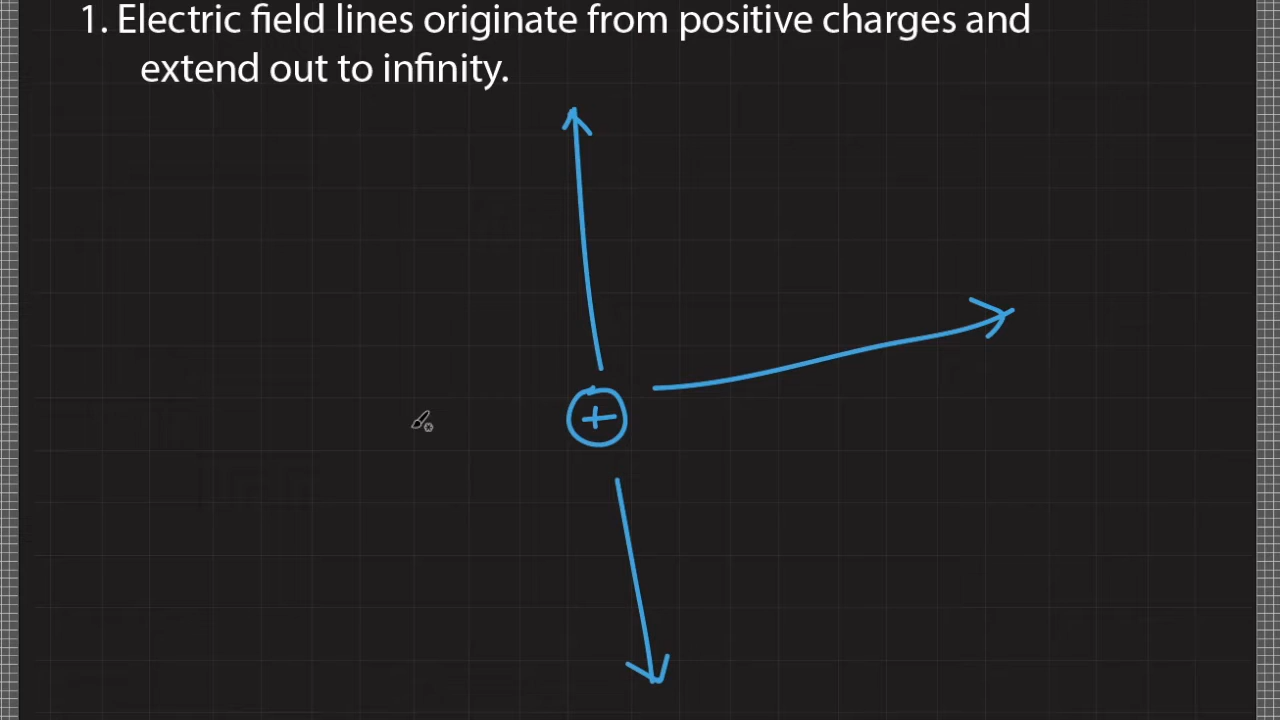 1. Electric field lines originate from positive charges and
extend out to infinity.
+